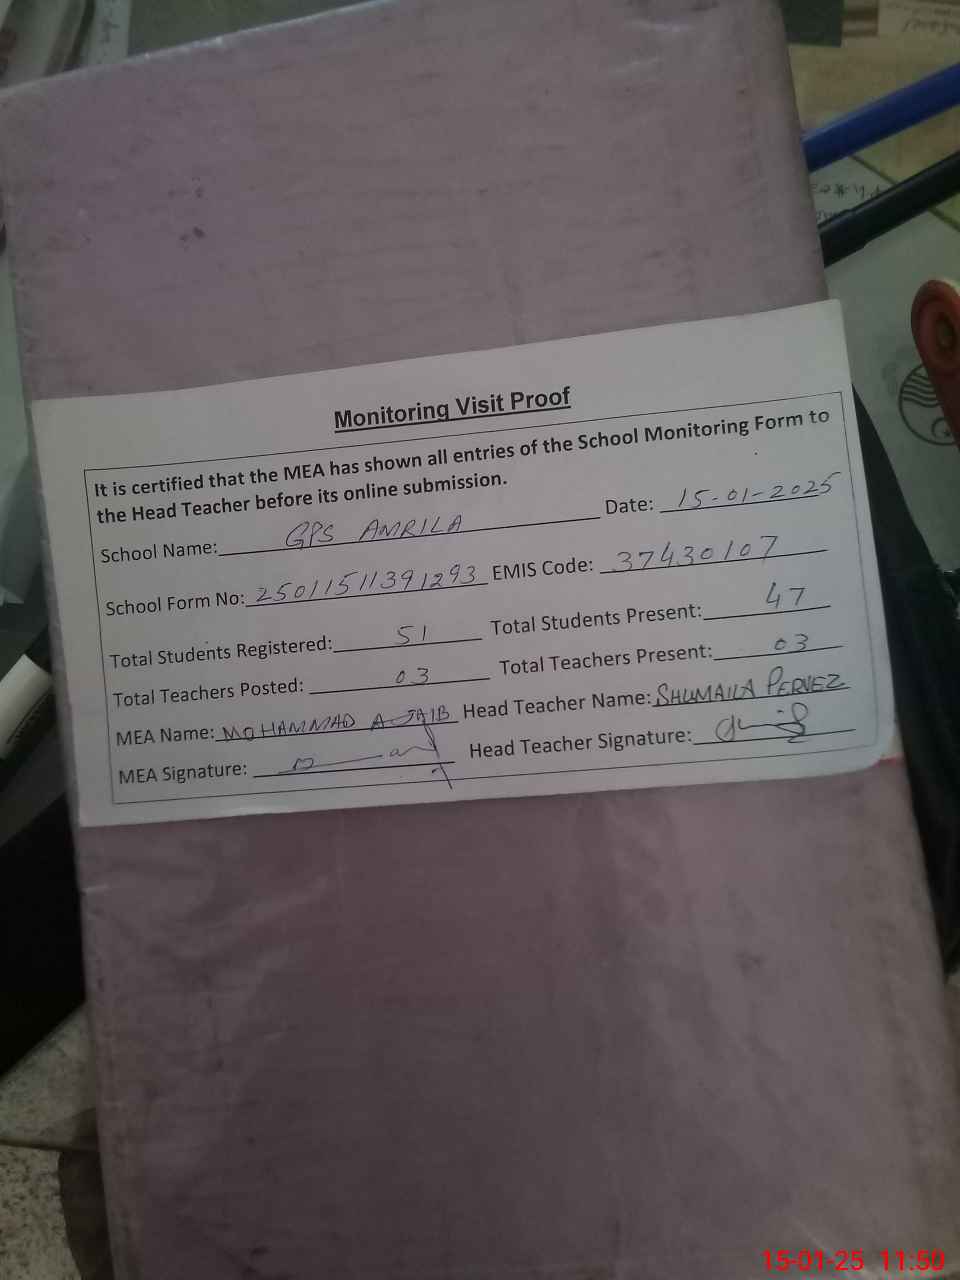 Monitoring Visit Proof
It is certified that the MEA has shown all entries of the School Monitoring Form to
the Head Teacher before its online submission.
School Name: GPS AMRILA Date: 15-01-2025
School Form No: 250115111391293 EMIS Code: 37430107
Total Students Registered: 51 Total Students Present: 47
Total Teachers Posted: 03 Total Teachers Present: 03
MEA Name: MOHAMMAD AJAIB Head Teacher Name: SHUMAILA PERVEZ
MEA Signature: Head Teacher Signature:
15-01-25 11:50